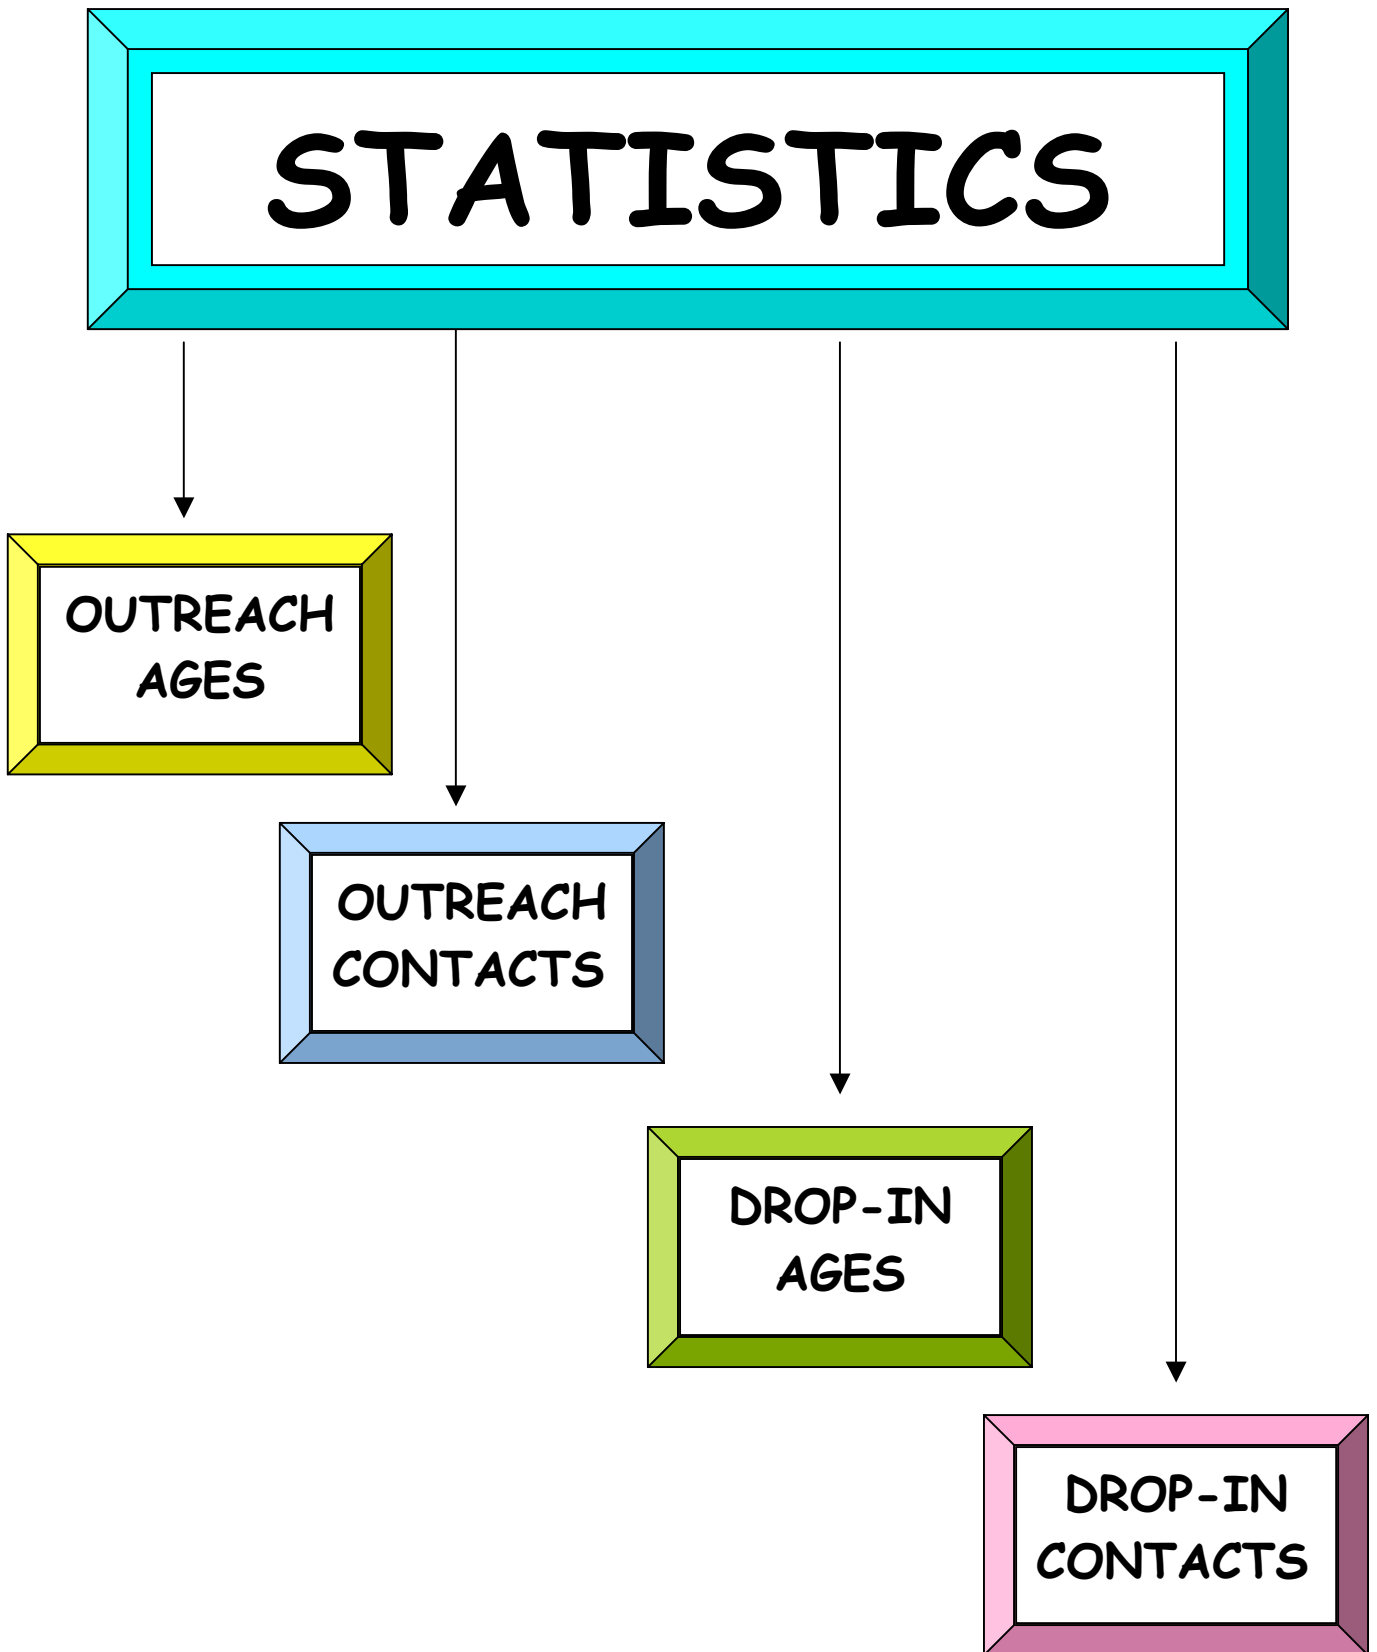 STATISTICS
OUTREACH
AGES
OUTREACH
CONTACTS
DROP-IN
AGES
DROP-IN
CONTACTS